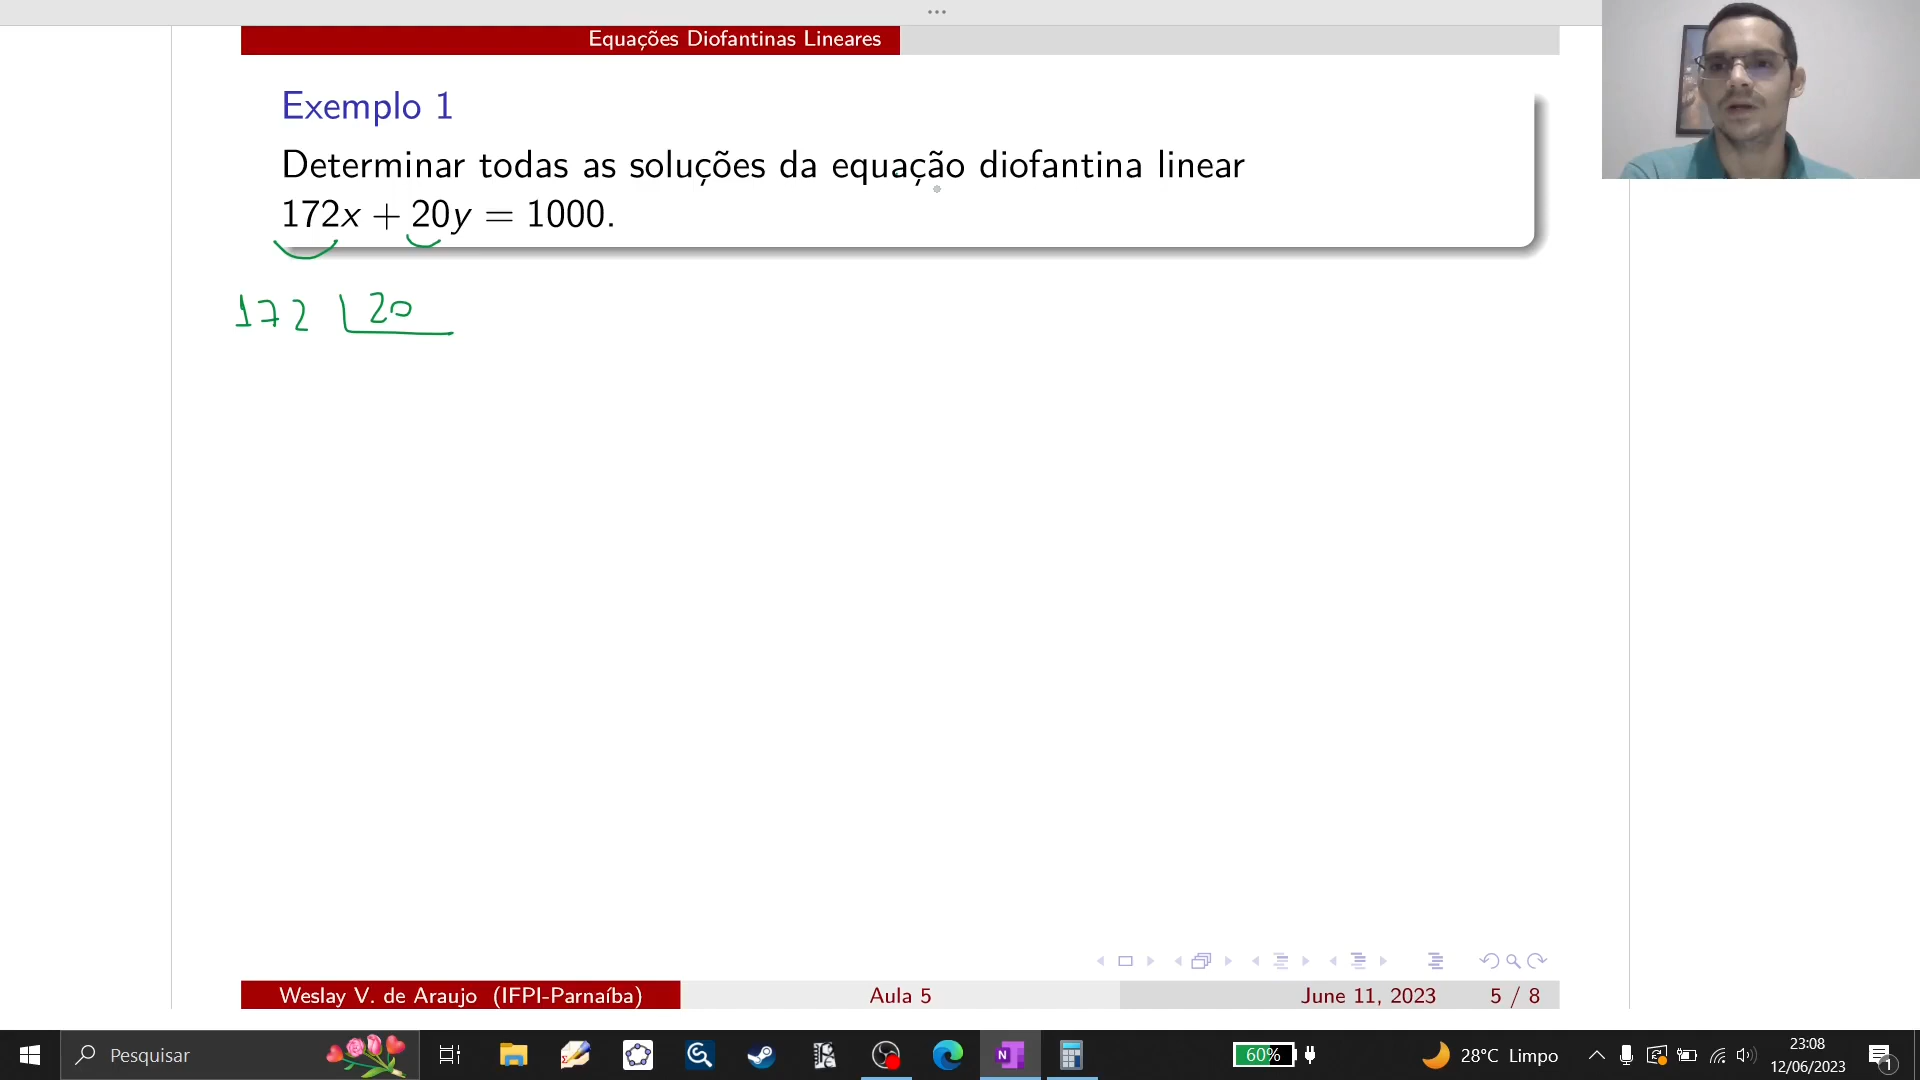 Equações Diofantinas Lineares
Exemplo 1
Determinar todas as soluções da equação diofantina linear
172x + 20y = 1000.
172 20
Weslay V. de Araujo (IFPI-Parnaíba) Aula 5 June 11, 2023 5 / 8
Pesquisar 60% 28°C Limpo 23:08
12/06/2023 1